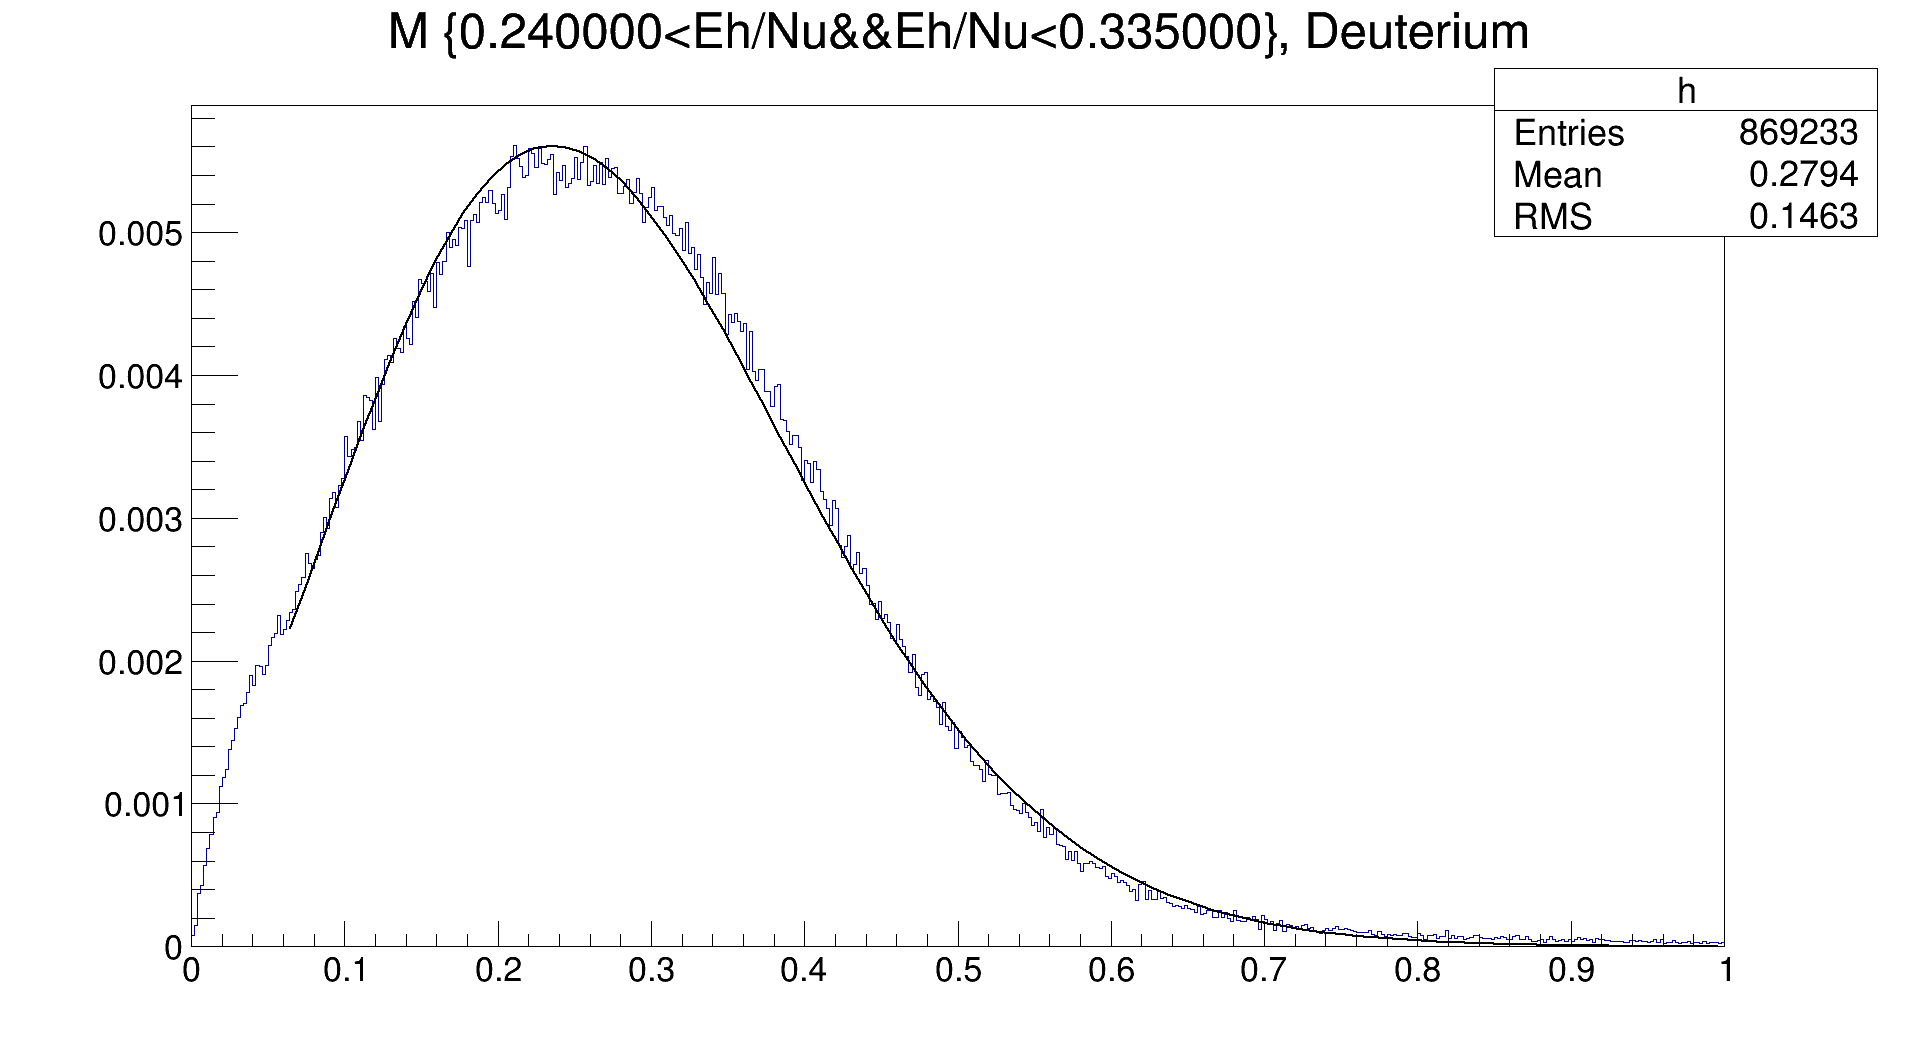 M {0.240000<Eh/Nu&&Eh/Nu<0.335000}, Deuterium
h
Entries 869233
Mean 0.2794
RMS 0.1463
0.005
0.004
0.003
0.002
0.001
0
0 0.1 0.2 0.3 0.4 0.5 0.6 0.7 0.8 0.9 1